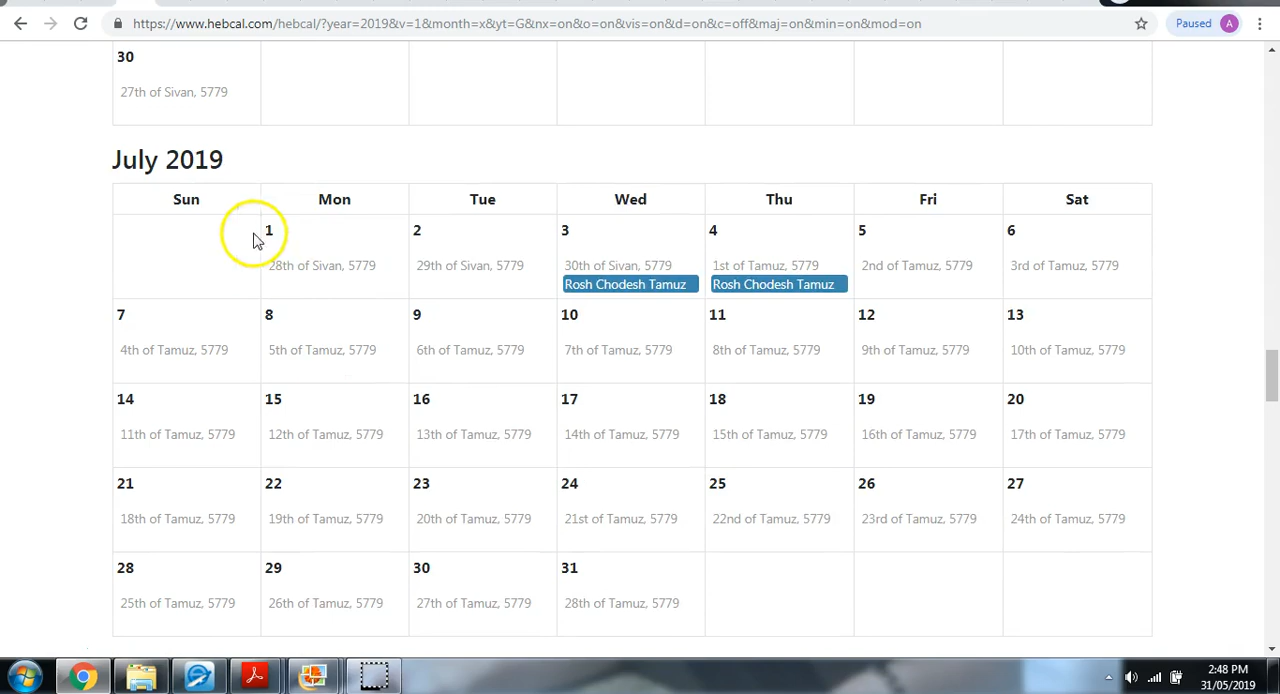 https://www.hebcal.com/hebcal/?year=2019&v=1&month=x&yt=G&nx=on&o=on&vis=on&d=on&c=off&maj=on&min=on&mod=on
Paused A
30
27th of Sivan, 5779
July 2019
Sun Mon Tue Wed Thu Fri Sat
1 2 3 4 5 6
28th of Sivan, 5779 29th of Sivan, 5779 30th of Sivan, 5779 1st of Tamuz, 5779 2nd of Tamuz, 5779 3rd of Tamuz, 5779
Rosh Chodesh Tamuz Rosh Chodesh Tamuz
7 8 9 10 11 12 13
4th of Tamuz, 5779 5th of Tamuz, 5779 6th of Tamuz, 5779 7th of Tamuz, 5779 8th of Tamuz, 5779 9th of Tamuz, 5779 10th of Tamuz, 5779
14 15 16 17 18 19 20
11th of Tamuz, 5779 12th of Tamuz, 5779 13th of Tamuz, 5779 14th of Tamuz, 5779 15th of Tamuz, 5779 16th of Tamuz, 5779 17th of Tamuz, 5779
21 22 23 24 25 26 27
18th of Tamuz, 5779 19th of Tamuz, 5779 20th of Tamuz, 5779 21st of Tamuz, 5779 22nd of Tamuz, 5779 23rd of Tamuz, 5779 24th of Tamuz, 5779
28 29 30 31
25th of Tamuz, 5779 26th of Tamuz, 5779 27th of Tamuz, 5779 28th of Tamuz, 5779
2:48 PM
31/05/2019